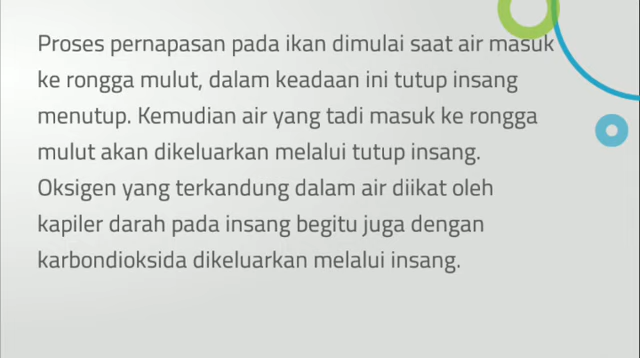 Proses pernapasan pada ikan dimulai saat air masuk
ke rongga mulut, dalam keadaan ini tutup insang
menutup. Kemudian air yang tadi masuk ke rongga
mulut akan dikeluarkan melalui tutup insang.
Oksigen yang terkandung dalam air diikat oleh
kapiler darah pada insang begitu juga dengan
karbondioksida dikeluarkan melalui insang.